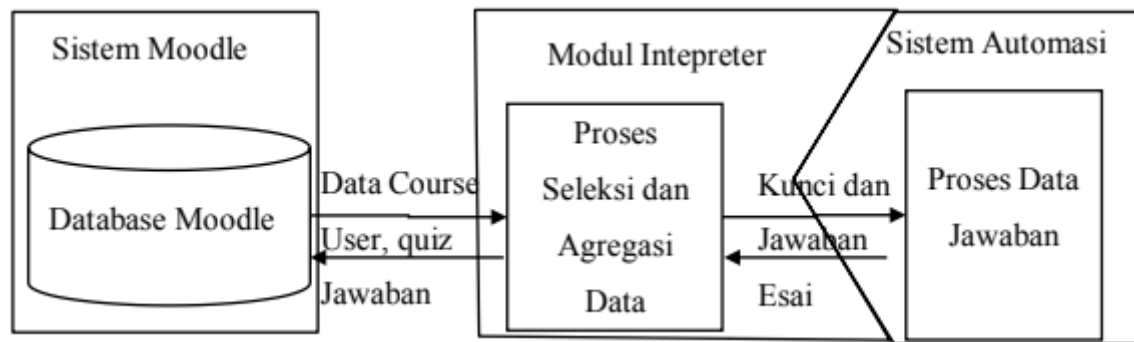 Sistem Moodle
Database Moodle
Data Course
User, quiz
Jawaban
Modul Intepreter
Proses
Seleksi dan
Agregasi
Data
Kunci dan
Jawaban
Esai
Sistem Automasi
Proses Data
Jawaban